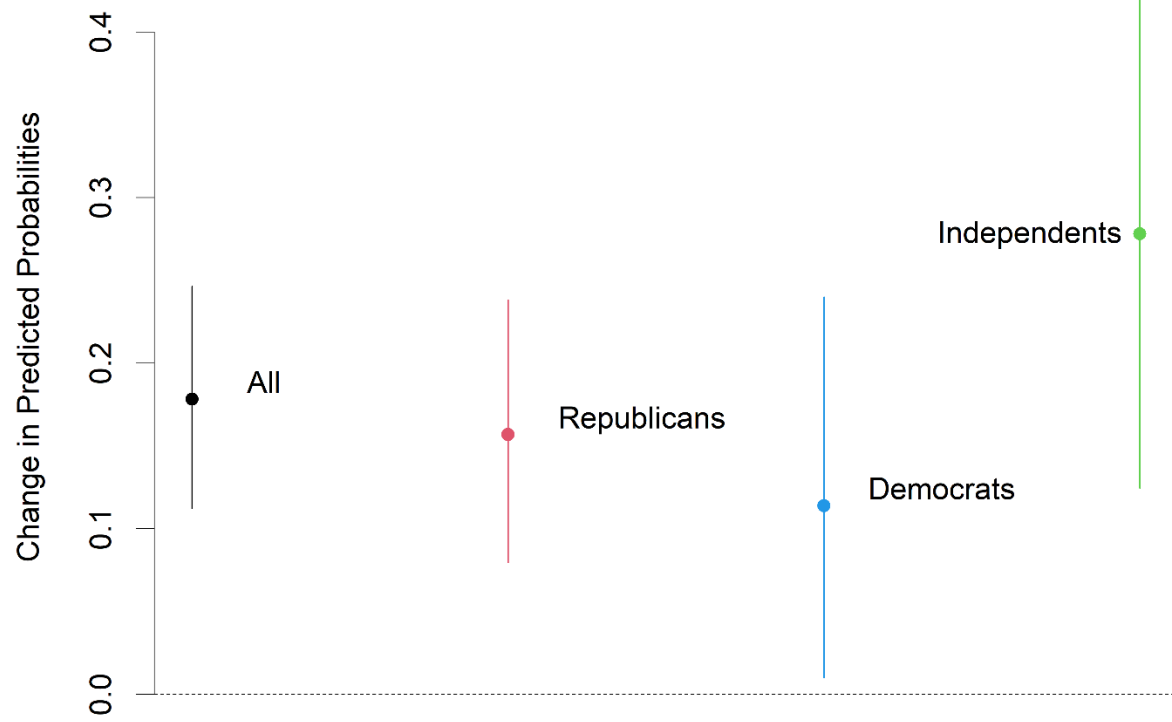 Change in Predicted Probabilities
0.4
0.3
0.2
0.1
0.0
All
Republicans
Democrats
Independents